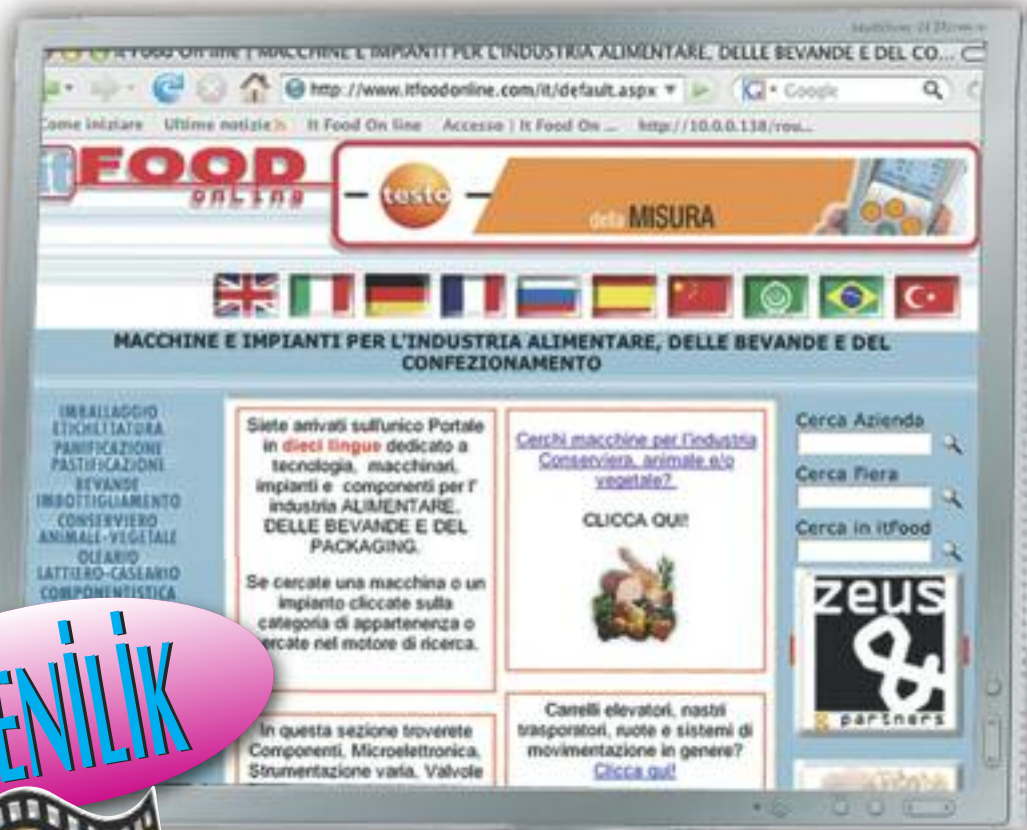 It Food On line | MACCHINE E IMPIANTI PER L'INDUSTRIA ALIMENTARE, DELLE BEVANDE E DEL CO...
http://www.itfoodonline.com/it/default.aspx
Google
Come iniziare Ultime notizie It Food On line Accesso | It Food On ... http://10.0.0.138/rou...
it FOOD
online
testo
della MISURA
MACCHINE E IMPIANTI PER L'INDUSTRIA ALIMENTARE, DELLE BEVANDE E DEL
CONFEZIONAMENTO
IMBALLAGGIO
ETICHETTATURA
PANIFICAZIONE
PASTIFICAZIONE
BEVANDE
IMBOTTIGLIAMENTO
CONSERVIERO
ANIMALE-VEGETALE
OLEARIO
LATTIERO-CASEARIO
COMPONENTISTICA
Siete arrivati sull'unico Portale
in dieci lingue dedicato a
tecnologia, macchinari,
impianti e componenti per l'
industria ALIMENTARE,
DELLE BEVANDE E DEL
PACKAGING.
Se cercate una macchina o un
impianto cliccate sulla
categoria di appartenenza o
cercate nel motore di ricerca.
In questa sezione troverete
Componenti, Microelettronica,
Strumentazione varia, Valvole
Cerchi macchine per l'industria
Conserviera, animale e/o
vegetale?
CLICCA QUI!
Carrelli elevatori, nastri
trasportatori, ruote e sistemi di
movimentazione in genere?
Clicca qui!
Cerca Azienda
Cerca Fiera
Cerca in itFood
zeus
&
& partners
ENİLİK